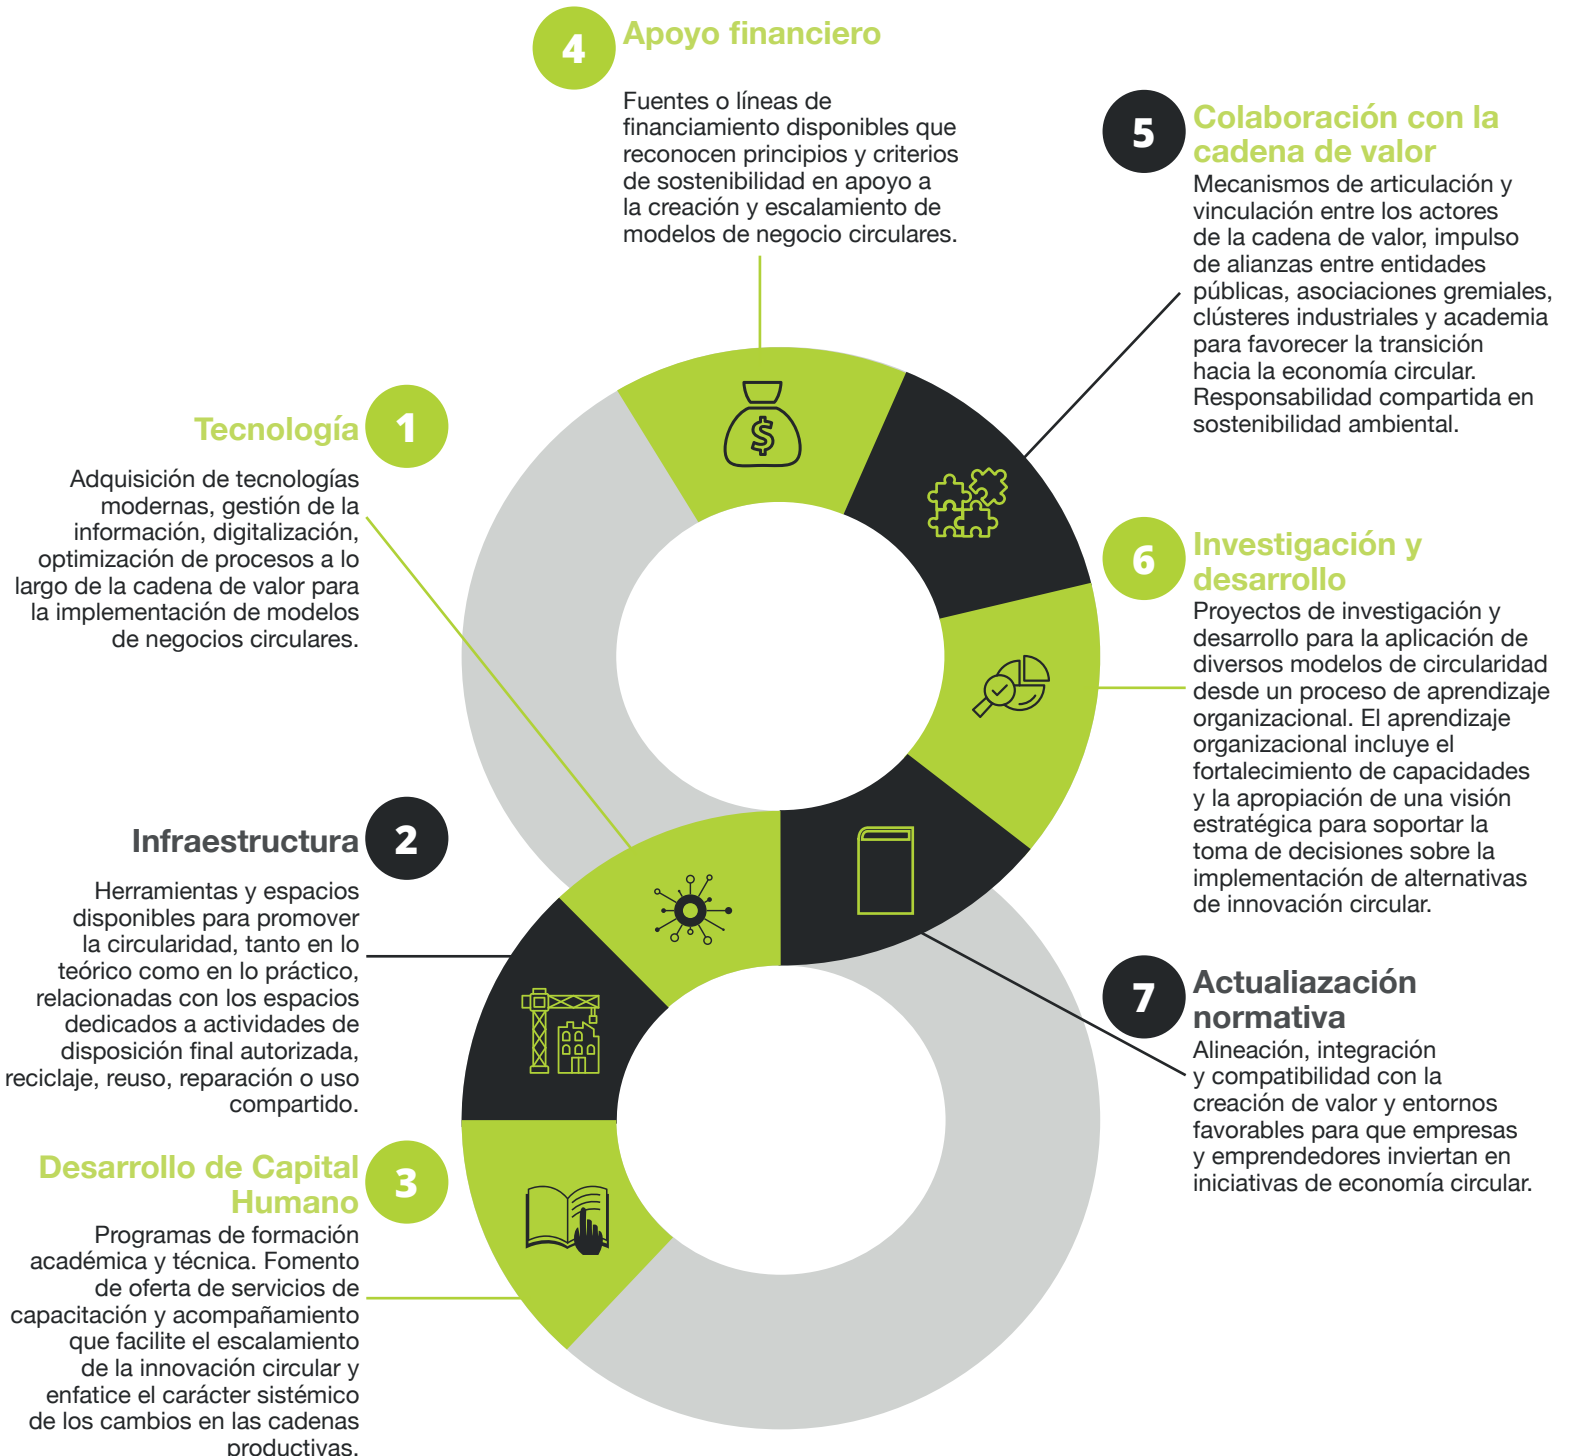 4
Apoyo financiero
Fuentes o líneas de
financiamiento disponibles que
reconocen principios y criterios
de sostenibilidad en apoyo a
la creación y escalamiento de
modelos de negocio circulares.
5
Colaboración con la
cadena de valor
Mecanismos de articulación y
vinculación entre los actores
de la cadena de valor, impulso
de alianzas entre entidades
públicas, asociaciones gremiales,
clústeres industriales y academia
para favorecer la transición
hacia la economía circular.
Responsabilidad compartida en
sostenibilidad ambiental.
$
Tecnología
1
Adquisición de tecnologías
modernas, gestión de la
información, digitalización,
optimización de procesos a lo
largo de la cadena de valor para
la implementación de modelos
de negocios circulares.
6
Investigación y
desarrollo
Proyectos de investigación y
desarrollo para la aplicación de
diversos modelos de circularidad
desde un proceso de aprendizaje
organizacional. El aprendizaje
organizacional incluye el
fortalecimiento de capacidades
y la apropiación de una visión
estratégica para soportar la
toma de decisiones sobre la
implementación de alternativas
de innovación circular.
Infraestructura
2
Herramientas y espacios
disponibles para promover
la circularidad, tanto en lo
teórico como en lo práctico,
relacionadas con los espacios
dedicados a actividades de
disposición final autorizada,
reciclaje, reuso, reparación o uso
compartido.
7
Actualiazación
normativa
Alineación, integración
y compatibilidad con la
creación de valor y entornos
favorables para que empresas
y emprendedores inviertan en
iniciativas de economía circular.
Desarrollo de Capital
Humano
3
Programas de formación
académica y técnica. Fomento
de oferta de servicios de
capacitación y acompañamiento
que facilite el escalamiento
de la innovación circular y
enfatice el carácter sistémico
de los cambios en las cadenas
productivas.